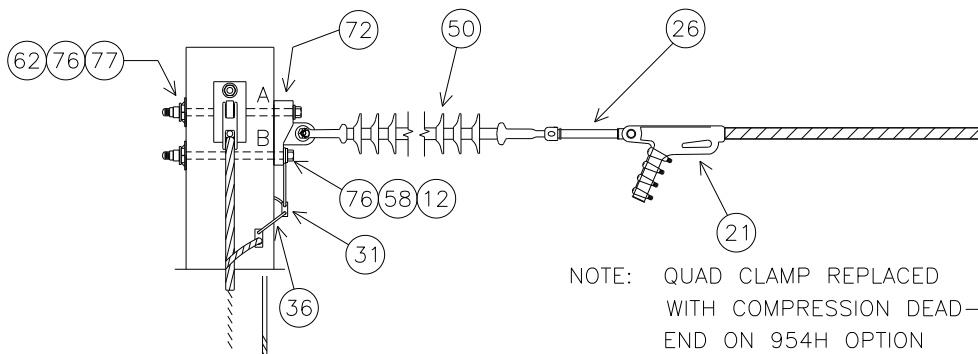 72
50
26
62 76 77
A
B
76 58 12
21
31
36
NOTE: QUAD CLAMP REPLACED
WITH COMPRESSION DEAD-
END ON 954H OPTION